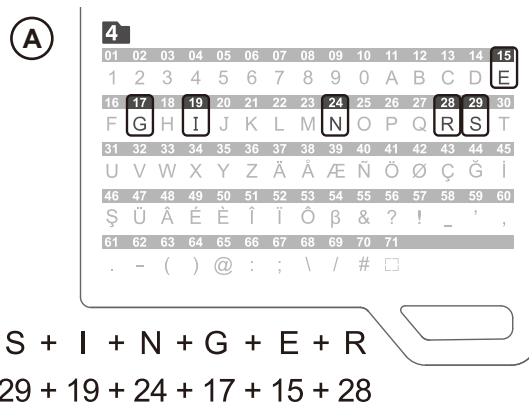 A
4
01 02 03 04 05 06 07 08 09 10 11 12 13 14 15
1 2 3 4 5 6 7 8 9 0 A B C D E
16 17 18 19 20 21 22 23 24 25 26 27 28 29 30
F G H I J K L M N O P Q R S T
31 32 33 34 35 36 37 38 39 40 41 42 43 44 45
U V W X Y Z Ä Å Æ Ñ Ö Ø Ç Ğ İ
46 47 48 49 50 51 52 53 54 55 56 57 58 59 60
Ş Ü Â É È Î Ï Ô β & ? ! _ ' ,
61 62 63 64 65 66 67 68 69 70 71
. - ( ) @ : ; \ / # ⬚
S + I + N + G + E + R
29 + 19 + 24 + 17 + 15 + 28